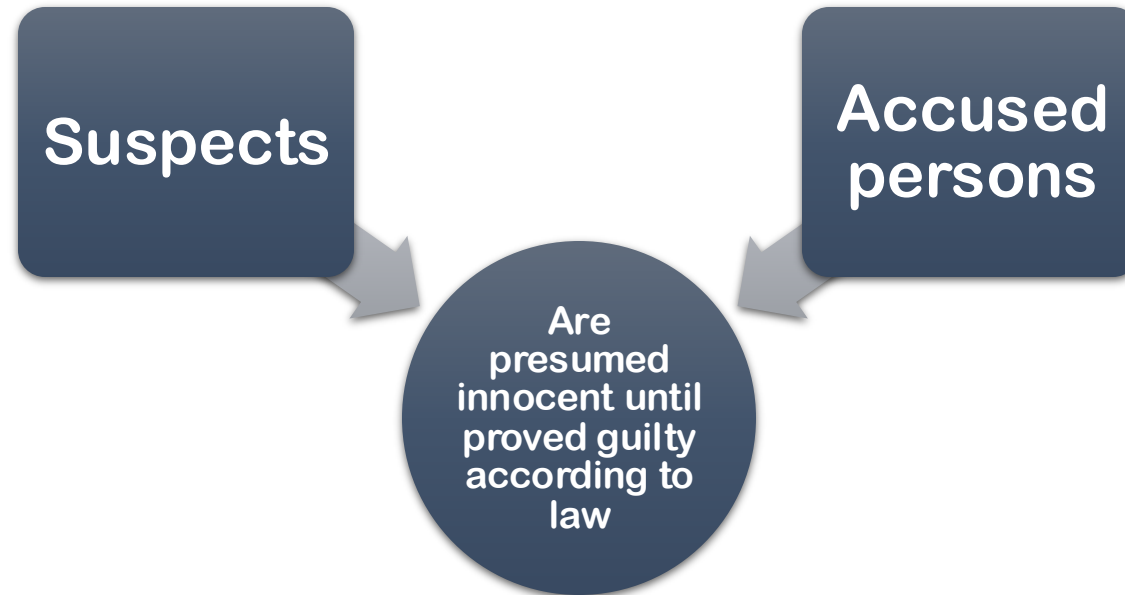 Suspects
Accused
persons
Are
presumed
innocent until
proved guilty
according to
law